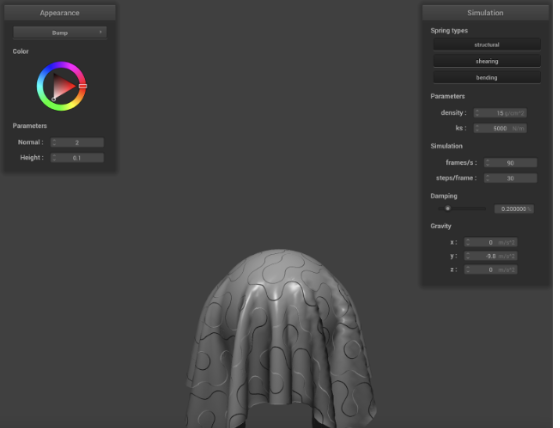 Appearance
Bump
Color
Parameters
Normal : 2
Height : 0.1
Simulation
Spring types
structural
shearing
bending
Parameters
density : 15 g/cm^2
ks : 5000 N/m
Simulation
frames/s : 90
steps/frame : 30
Damping
0.200000 %
Gravity
x : 0 m/s^2
y : -9.8 m/s^2
z : 0 m/s^2